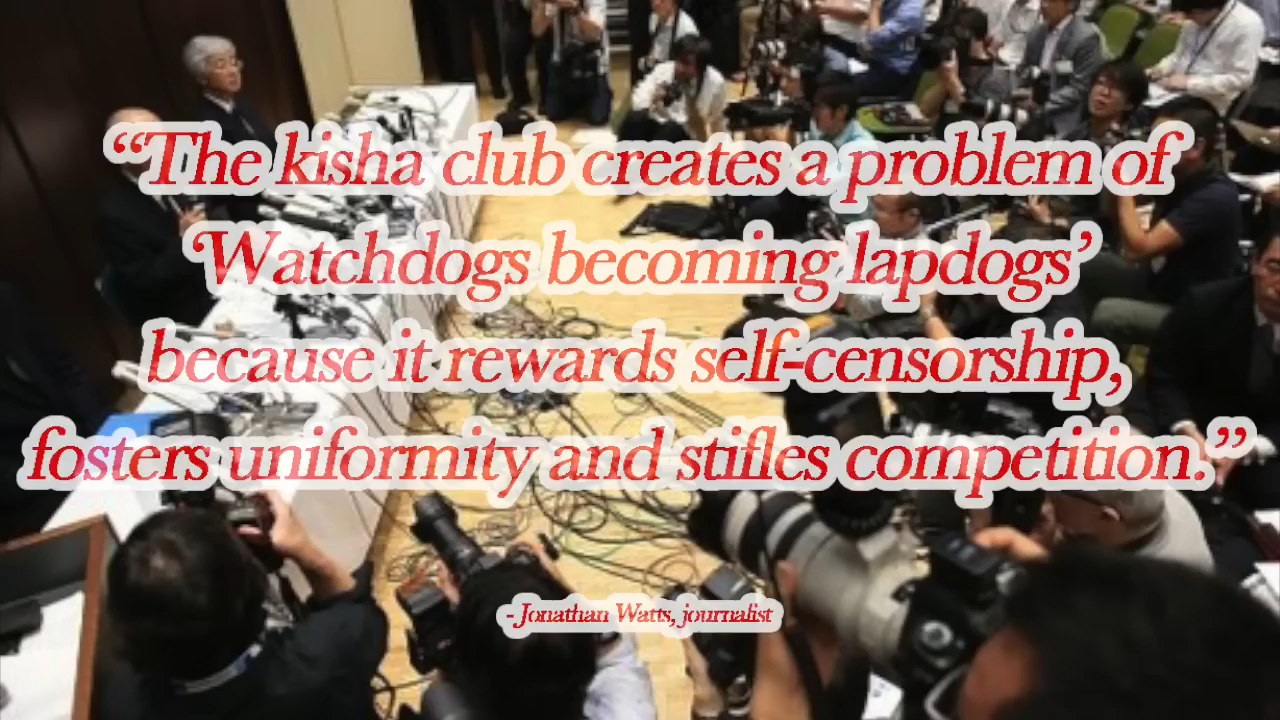 “The kisha club creates a problem of
‘Watchdogs becoming lapdogs’
because it rewards self-censorship,
fosters uniformity and stifles competition.”
- Jonathan Watts, journalist